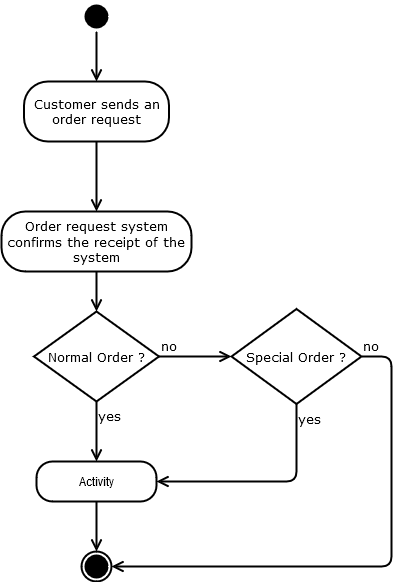 Customer sends an
order request
Order request system
confirms the receipt of the
system
Normal Order ?
no
Special Order ?
no
yes
yes
Activity